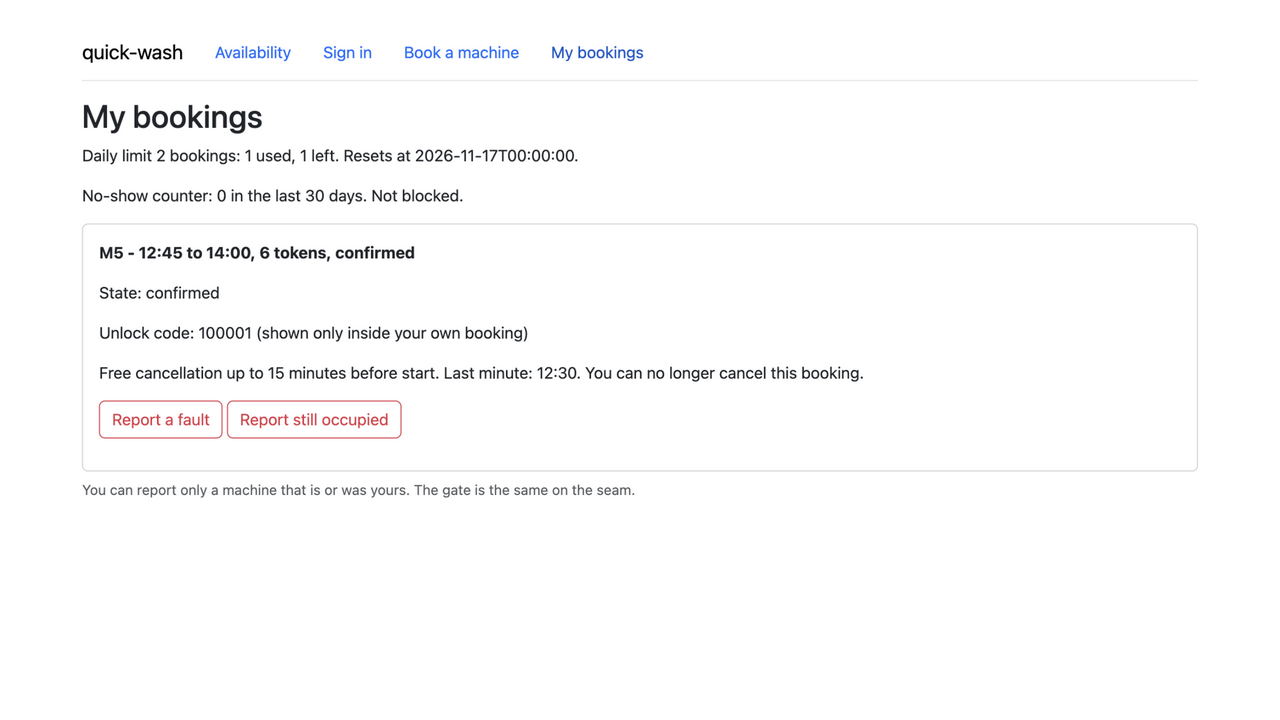 quick-wash Availability Sign in Book a machine My bookings
My bookings
Daily limit 2 bookings: 1 used, 1 left. Resets at 2026-11-17T00:00:00.
No-show counter: 0 in the last 30 days. Not blocked.
M5 - 12:45 to 14:00, 6 tokens, confirmed
State: confirmed
Unlock code: 100001 (shown only inside your own booking)
Free cancellation up to 15 minutes before start. Last minute: 12:30. You can no longer cancel this booking.
Report a fault Report still occupied
You can report only a machine that is or was yours. The gate is the same on the seam.